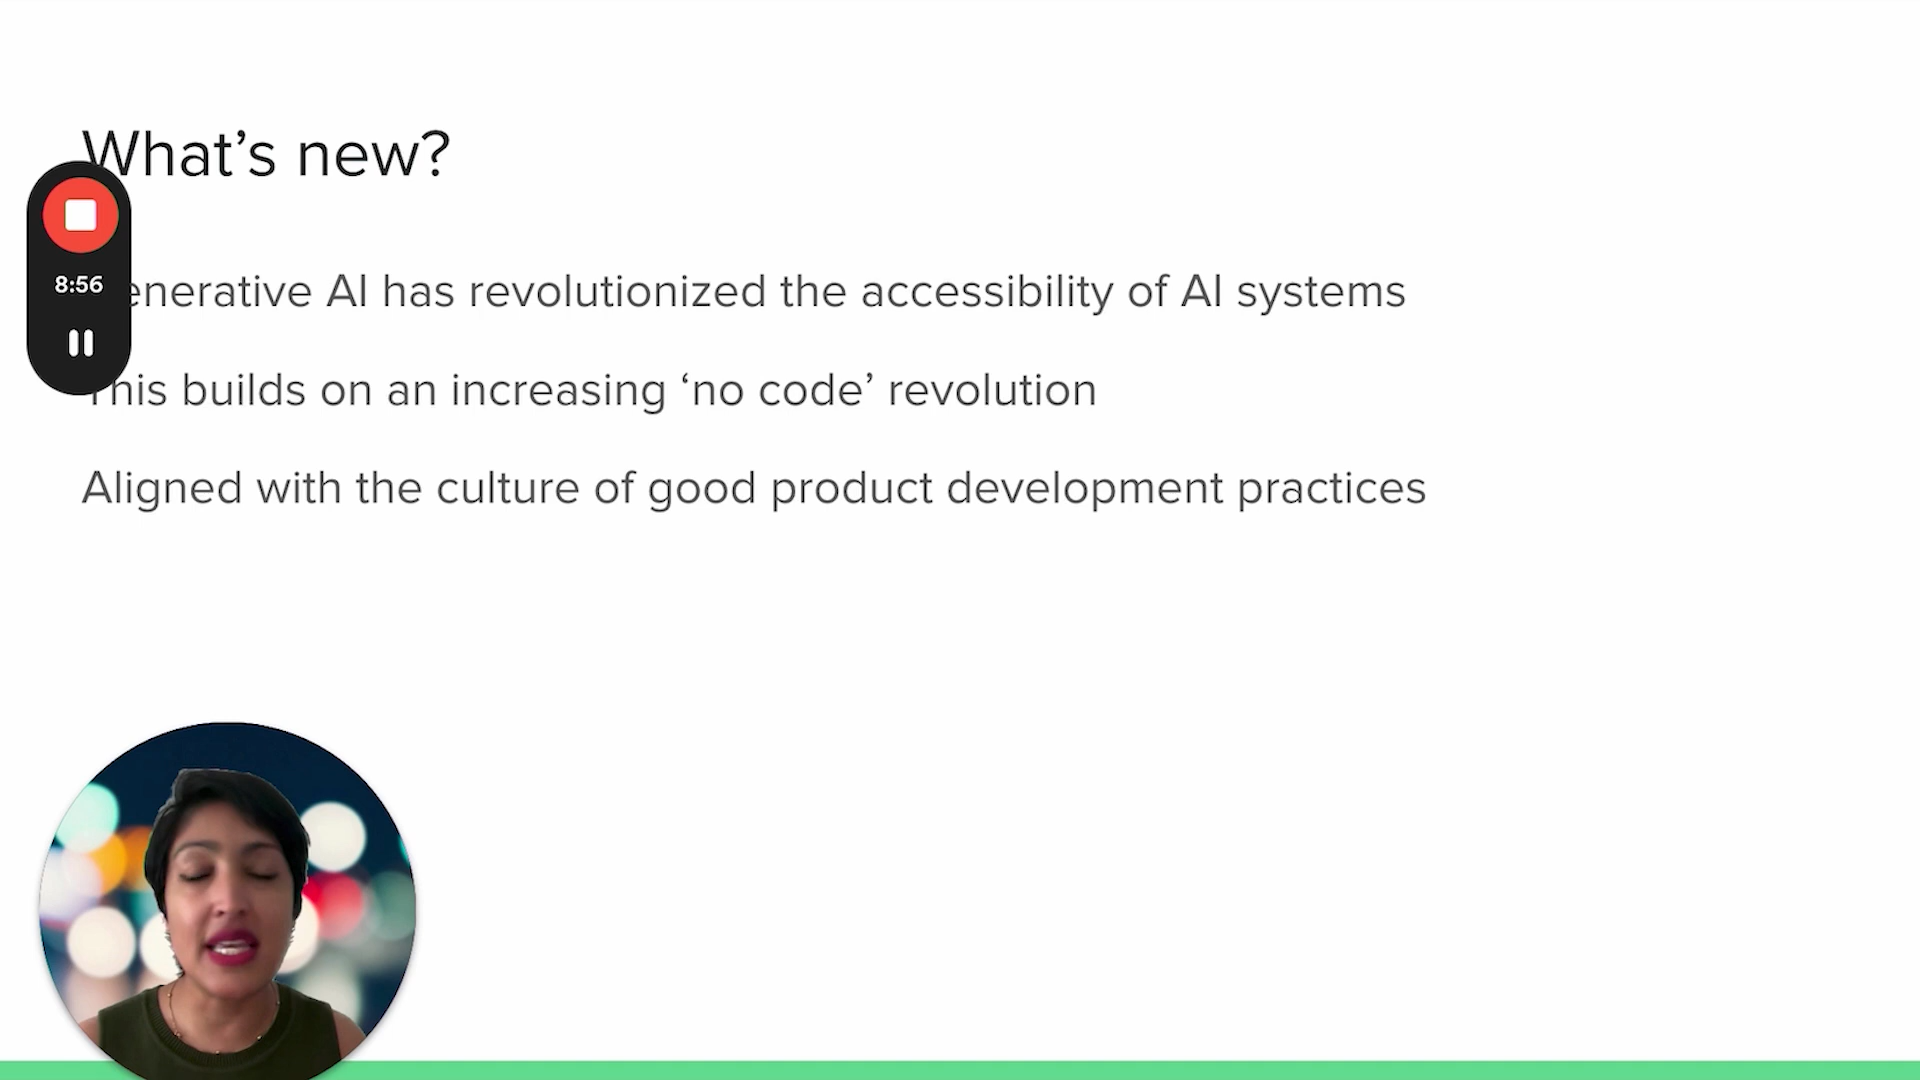 What’s new?
8:56
enerative AI has revolutionized the accessibility of AI systems
This builds on an increasing ‘no code’ revolution
Aligned with the culture of good product development practices